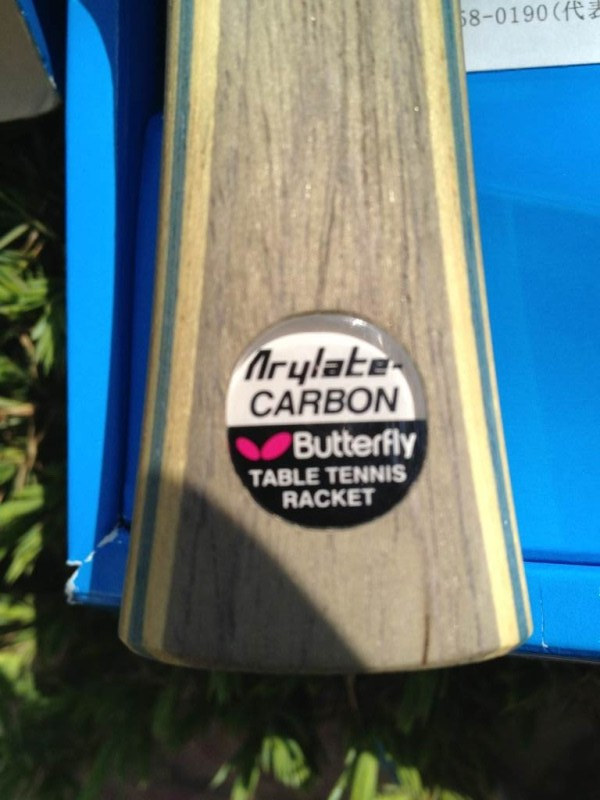 58-0190(代表
Arylate-
CARBON
Butterfly
TABLE TENNIS
RACKET